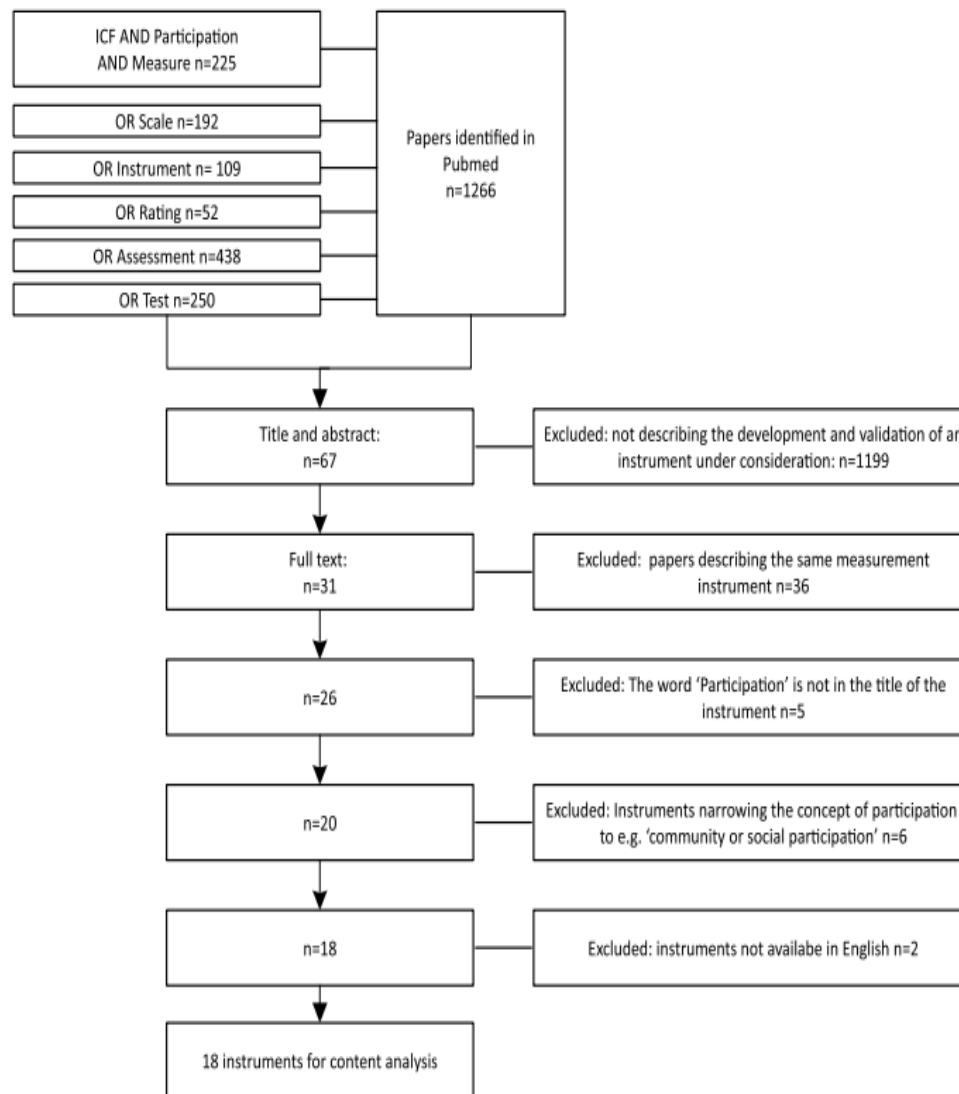 ICF AND Participation
AND Measure n=225
OR Scale n=192
OR Instrument n= 109
OR Rating n=52
OR Assessment n=438
OR Test n=250
Papers identified in
Pubmed
n=1266
Title and abstract:
n=67
Excluded: not describing the development and validation of an
instrument under consideration: n=1199
Full text:
n=31
Excluded:  papers describing the same measurement
instrument n=36
n=26
Excluded: The word ‘Participation’ is not in the title of the
instrument n=5
n=20
Excluded: Instruments narrowing the concept of participation
to e.g. ‘community or social participation’ n=6
n=18
Excluded: instruments not availabe in English n=2
18 instruments for content analysis